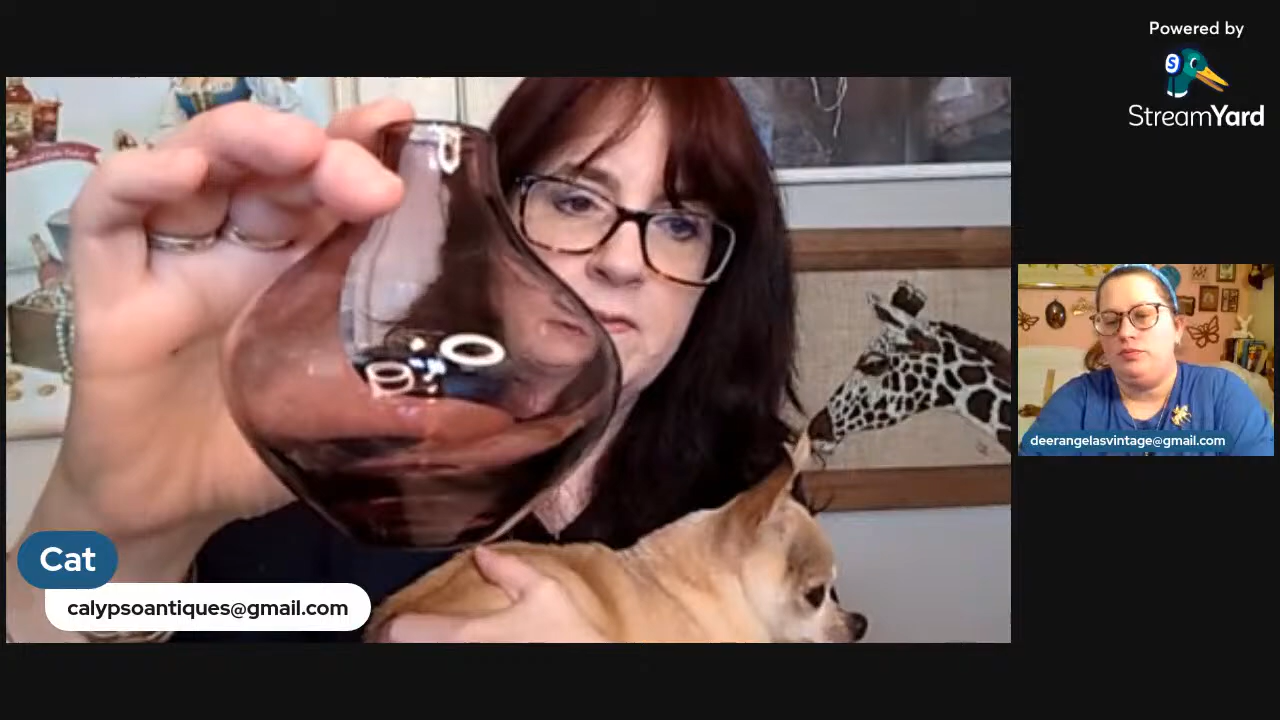 Powered by
StreamYard
Cat
calypsoantiques@gmail.com
deerangelasvintage@gmail.com